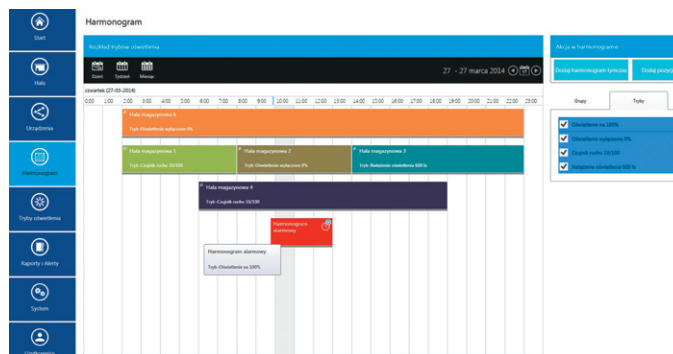 Harmonogram
Start
Hala
Urządzenia
Harmonogram
Tryby oświetlenia
Raporty i Alerty
System
Użytkownicy
Rozkład trybów oświetlenia
Dzień Tydzień Miesiąc
27 - 27 marca 2014
czwartek (27-03-2014)
0:00 1:00 2:00 3:00 4:00 5:00 6:00 7:00 8:00 9:00 10:00 11:00 12:00 13:00 14:00 15:00 16:00 17:00 18:00 19:00 20:00 21:00 22:00 23:00
Hala magazynowa 6
Tryb: Oświetlenie wyłączone 0%
Hala magazynowa 1
Tryb: Czujnik ruchu 10/100
Hala magazynowa 2
Tryb: Oświetlenie wyłączone 0%
Hala magazynowa 3
Tryb: Natężenie oświetlenia 600 lx
Hala magazynowa 4
Tryb: Czujnik ruchu 10/100
Harmonogram
alarmowy
Harmonogram alarmowy
Tryb: Oświetlenie na 100%
Akcja w harmonogramie
Dodaj harmonogram tymczas
Dodaj pozycj
Grupy
Tryby
Oświetlenie na 100%
Oświetlenie wyłączone 0%
Czujnik ruchu 10/100
Natężenie oświetlenia 600 lx